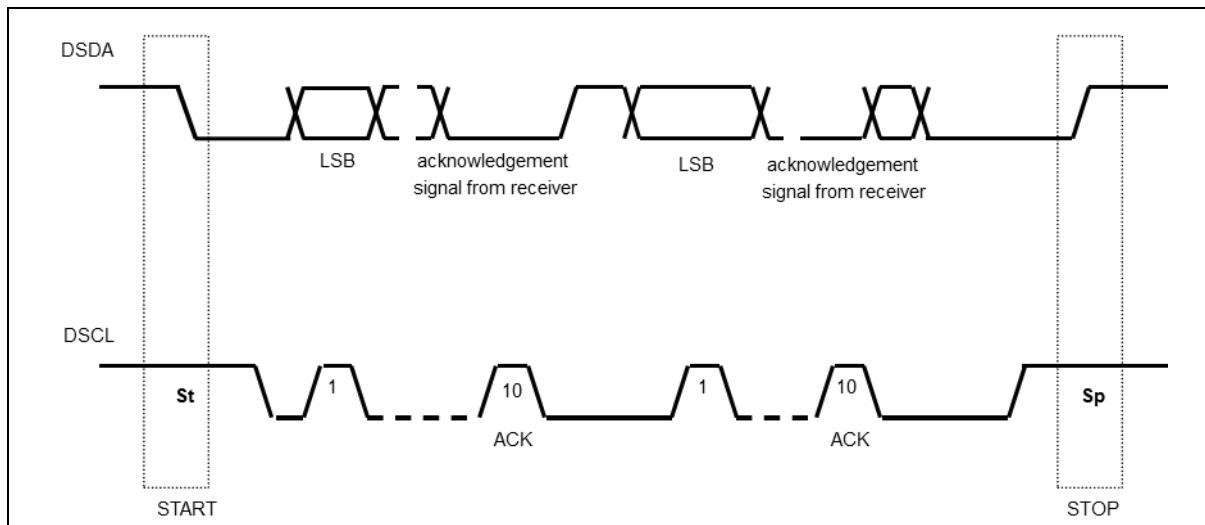 DSDA
LSB
acknowledgement
signal from receiver
LSB
acknowledgement
signal from receiver
DSCL
St
1
10
1
10
Sp
ACK
ACK
START
STOP